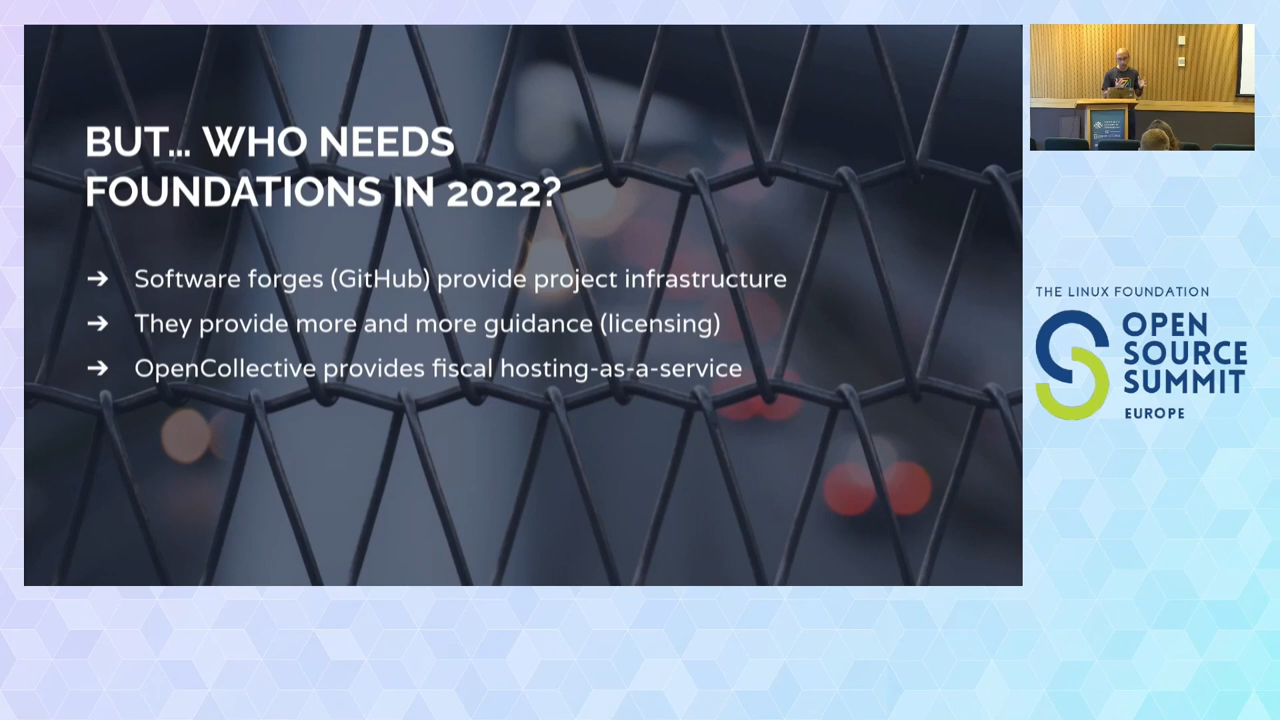 BUT... WHO NEEDS
FOUNDATIONS IN 2022?
➔ Software forges (GitHub) provide project infrastructure
➔ They provide more and more guidance (licensing)
➔ OpenCollective provides fiscal hosting-as-a-service
THE LINUX FOUNDATION
OPEN
SOURCE
SUMMIT
EUROPE